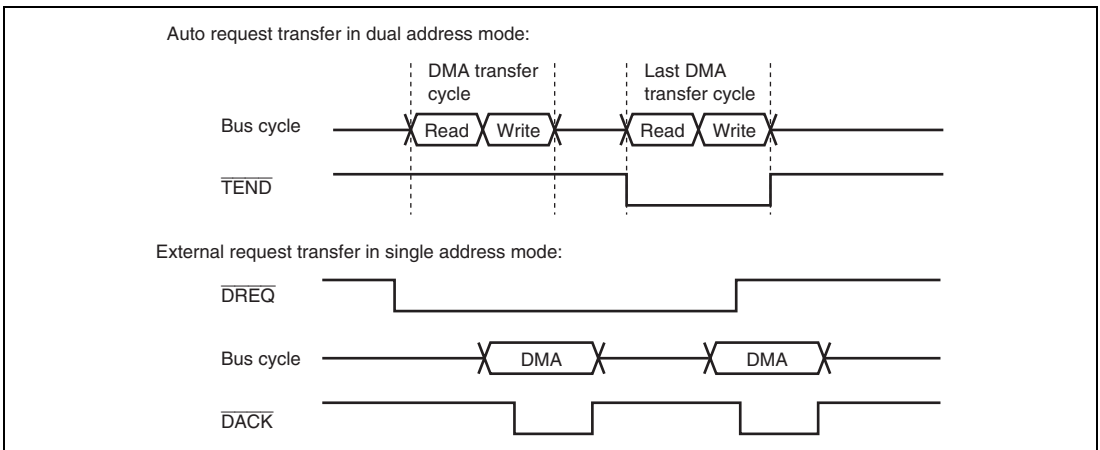 Auto request transfer in dual address mode:
DMA transfer
cycle
Last DMA
transfer cycle
Bus cycle
Read
Write
Read
Write
TEND
External request transfer in single address mode:
DREQ
Bus cycle
DMA
DMA
DACK